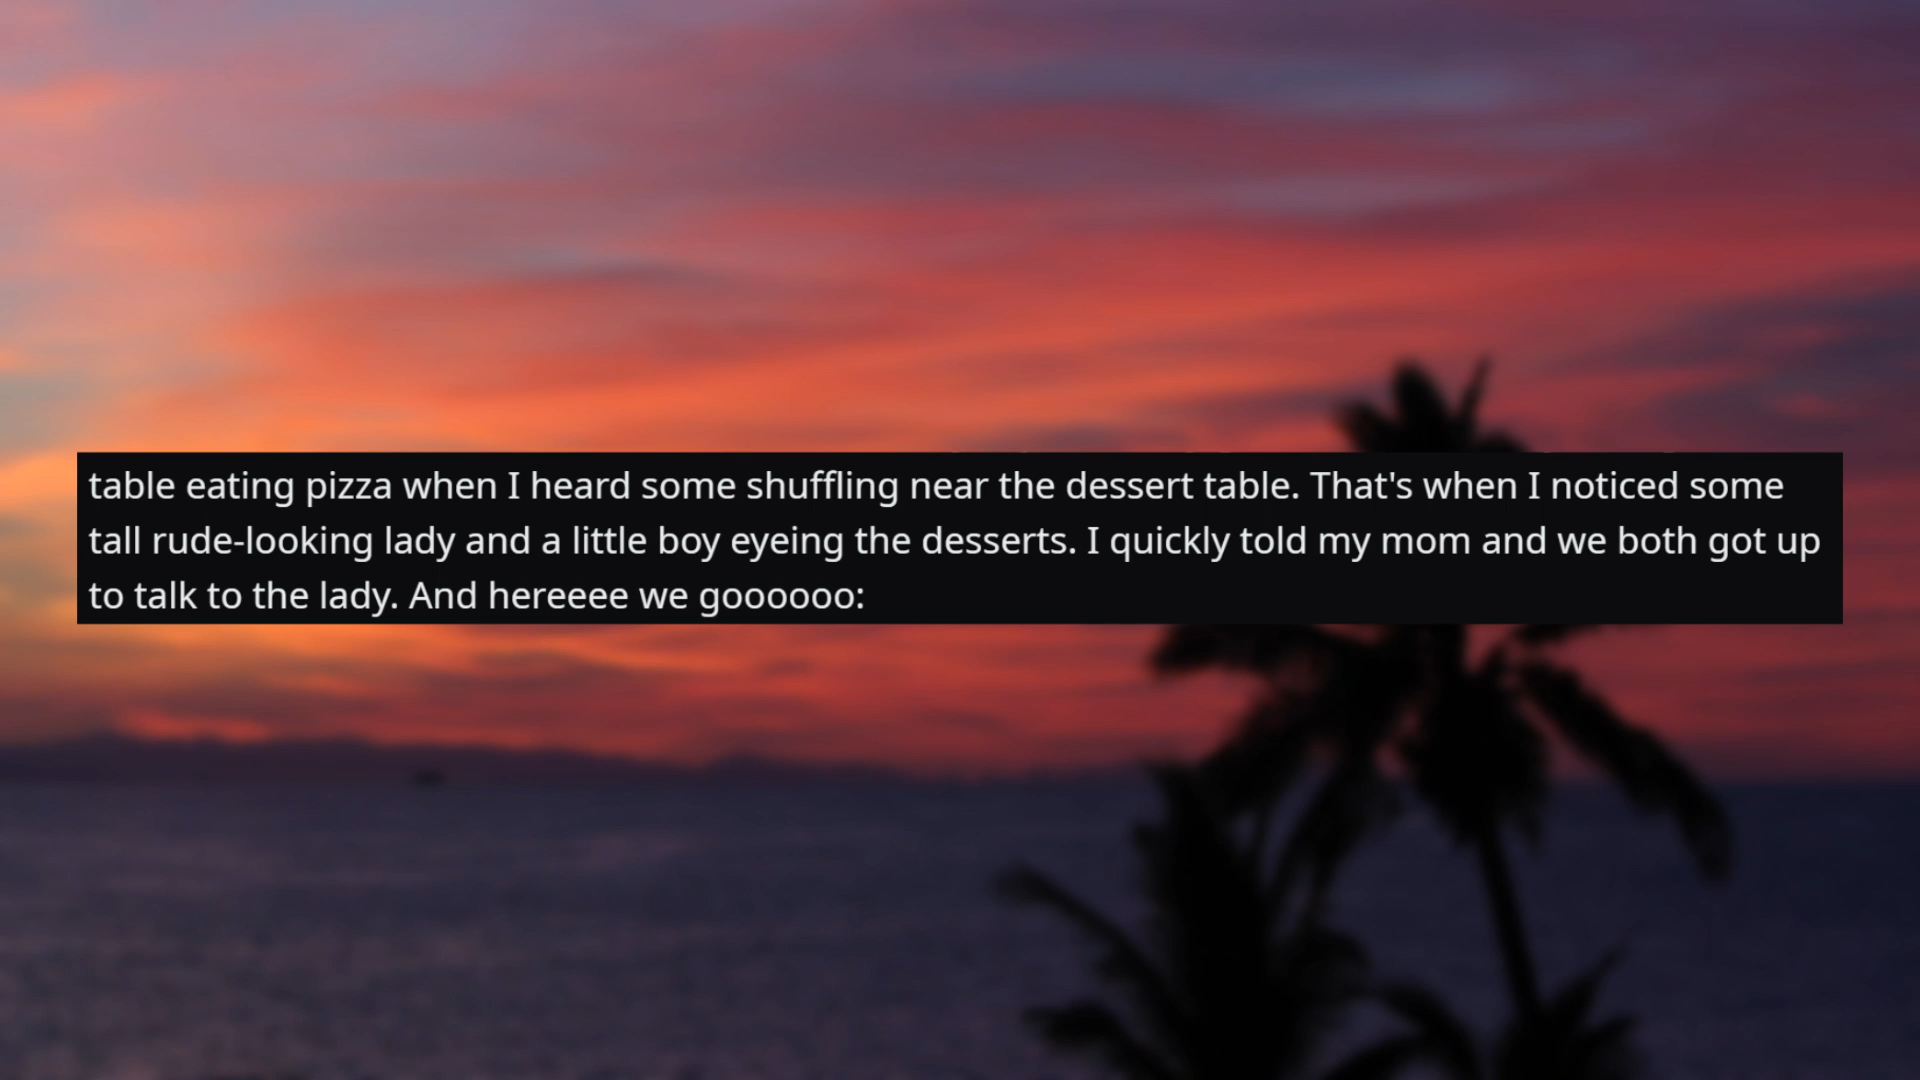 table eating pizza when I heard some shuffling near the dessert table. That's when I noticed some
tall rude-looking lady and a little boy eyeing the desserts. I quickly told my mom and we both got up
to talk to the lady. And hereeee we goooooo: